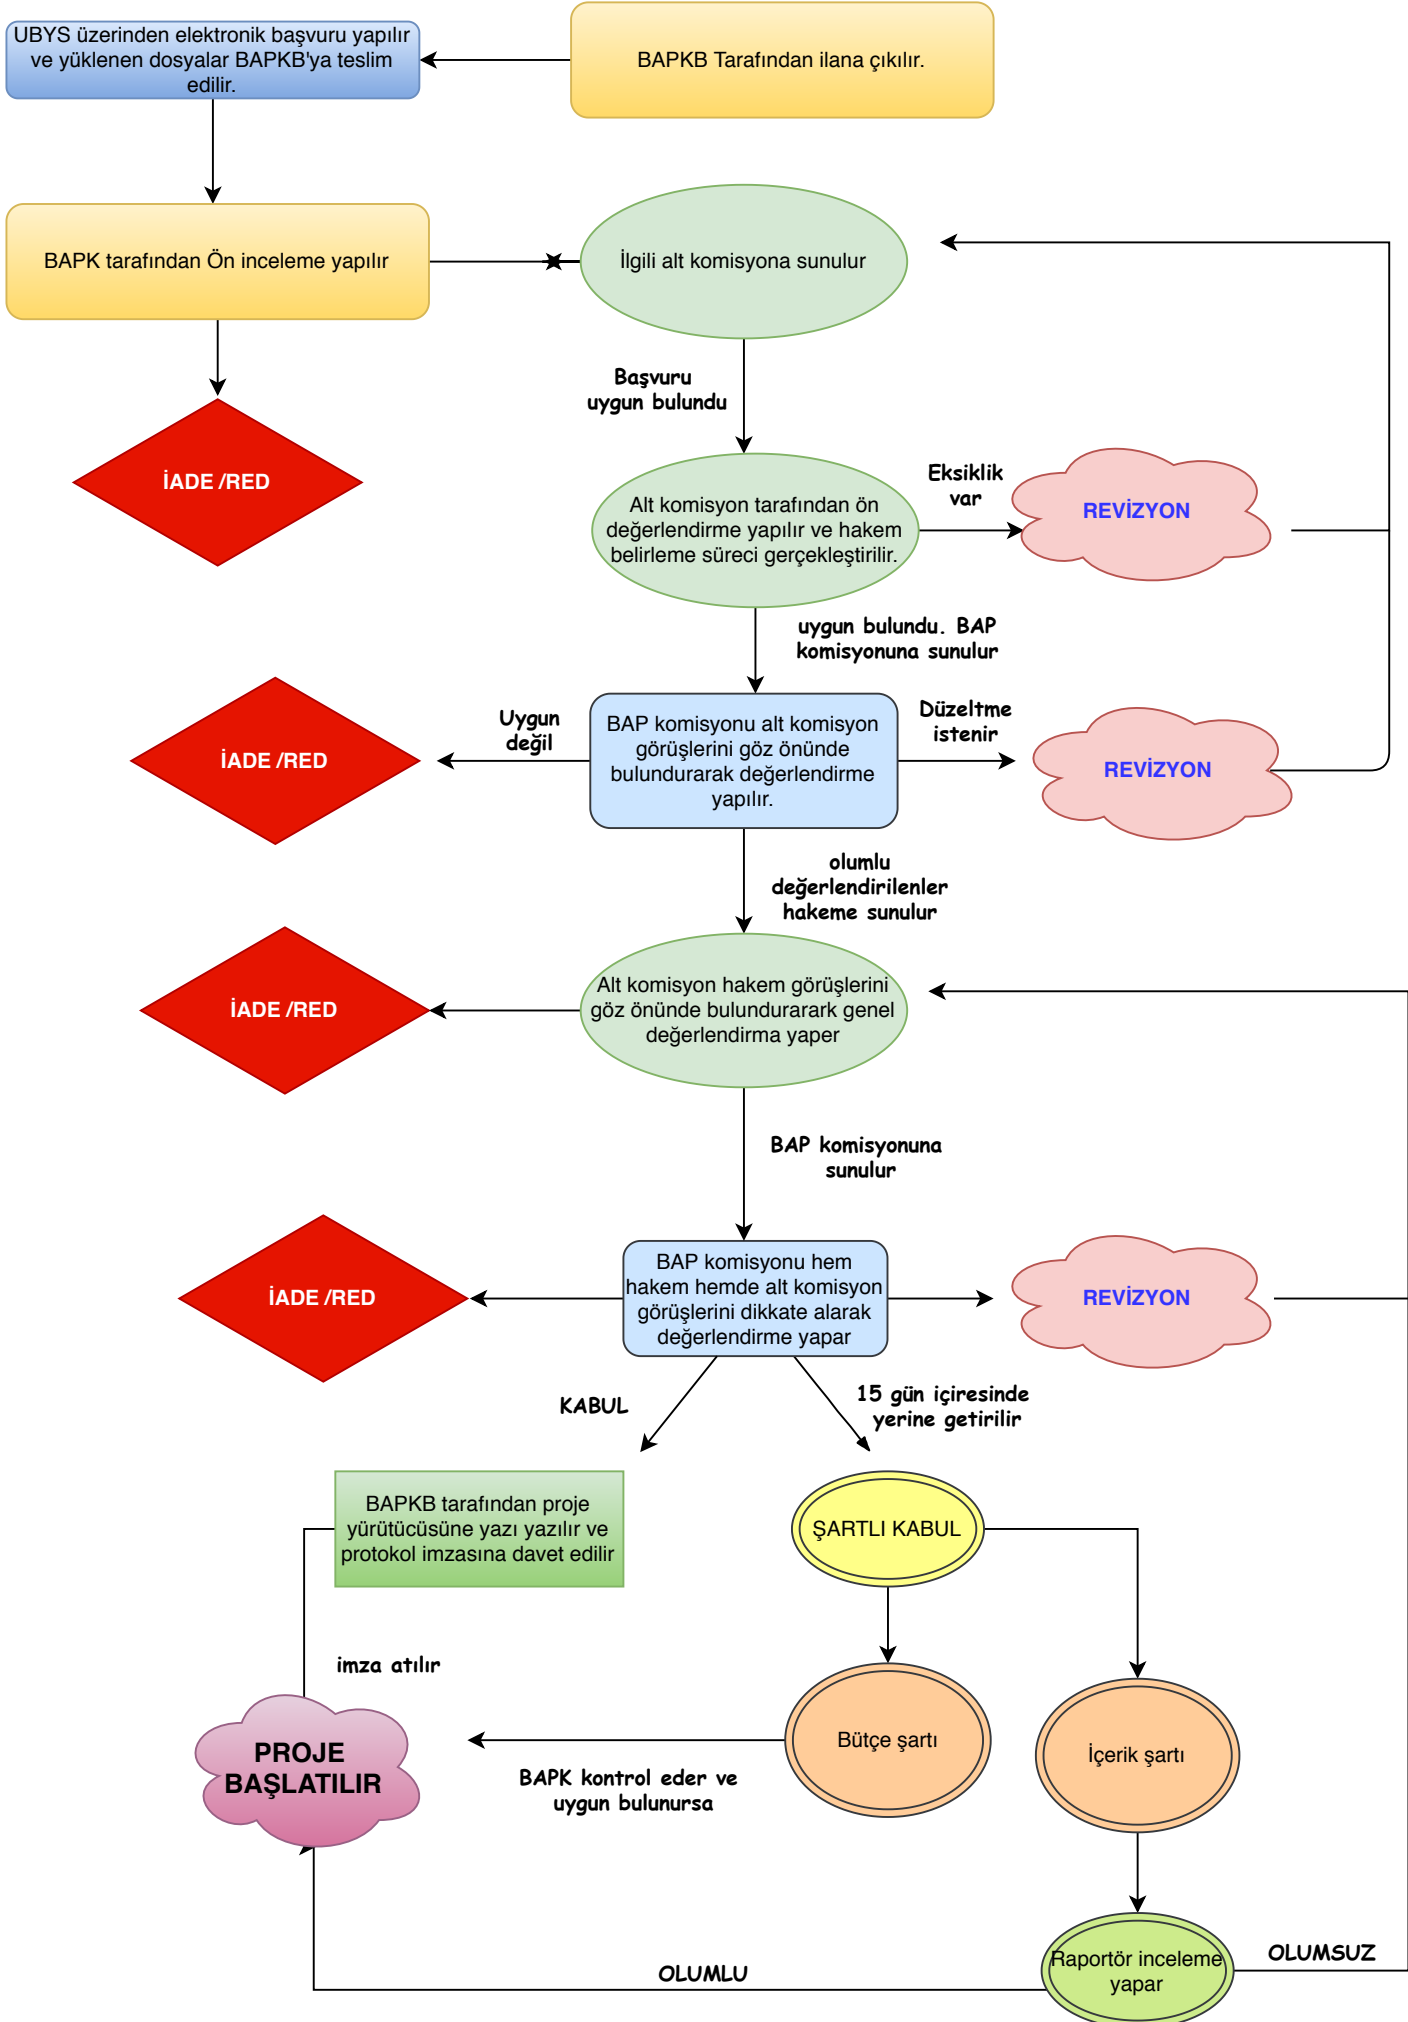 UBYS üzerinden elektronik başvuru yapılır
ve yüklenen dosyalar BAPKB'ya teslim
edilir.
BAPKB Tarafından ilana çıkılır.
BAPK tarafından Ön inceleme yapılır
İlgili alt komisyona sunulur
Başvuru
uygun bulundu
İADE /RED
Alt komisyon tarafından ön
değerlendirme yapılır ve hakem
belirleme süreci gerçekleştirilir.
Eksiklik
var
REVİZYON
uygun bulundu. BAP
komisyonuna sunulur
İADE /RED
Uygun
değil
BAP komisyonu alt komisyon
görüşlerini göz önünde
bulundurarak değerlendirme
yapılır.
Düzeltme
istenir
REVİZYON
olumlu
değerlendirilenler
hakeme sunulur
İADE /RED
Alt komisyon hakem görüşlerini
göz önünde bulundurarark genel
değerlendirma yaper
BAP komisyonuna
sunulur
İADE /RED
BAP komisyonu hem
hakem hemde alt komisyon
görüşlerini dikkate alarak
değerlendirme yapar
REVİZYON
KABUL
15 gün içiresinde
yerine getirilir
BAPKB tarafından proje
yürütücüsüne yazı yazılır ve
protokol imzasına davet edilir
ŞARTLI KABUL
imza atılır
PROJE
BAŞLATILIR
Bütçe şartı
İçerik şartı
BAPK kontrol eder ve
uygun bulunursa
OLUMLU
Raportör inceleme
yapar
OLUMSUZ